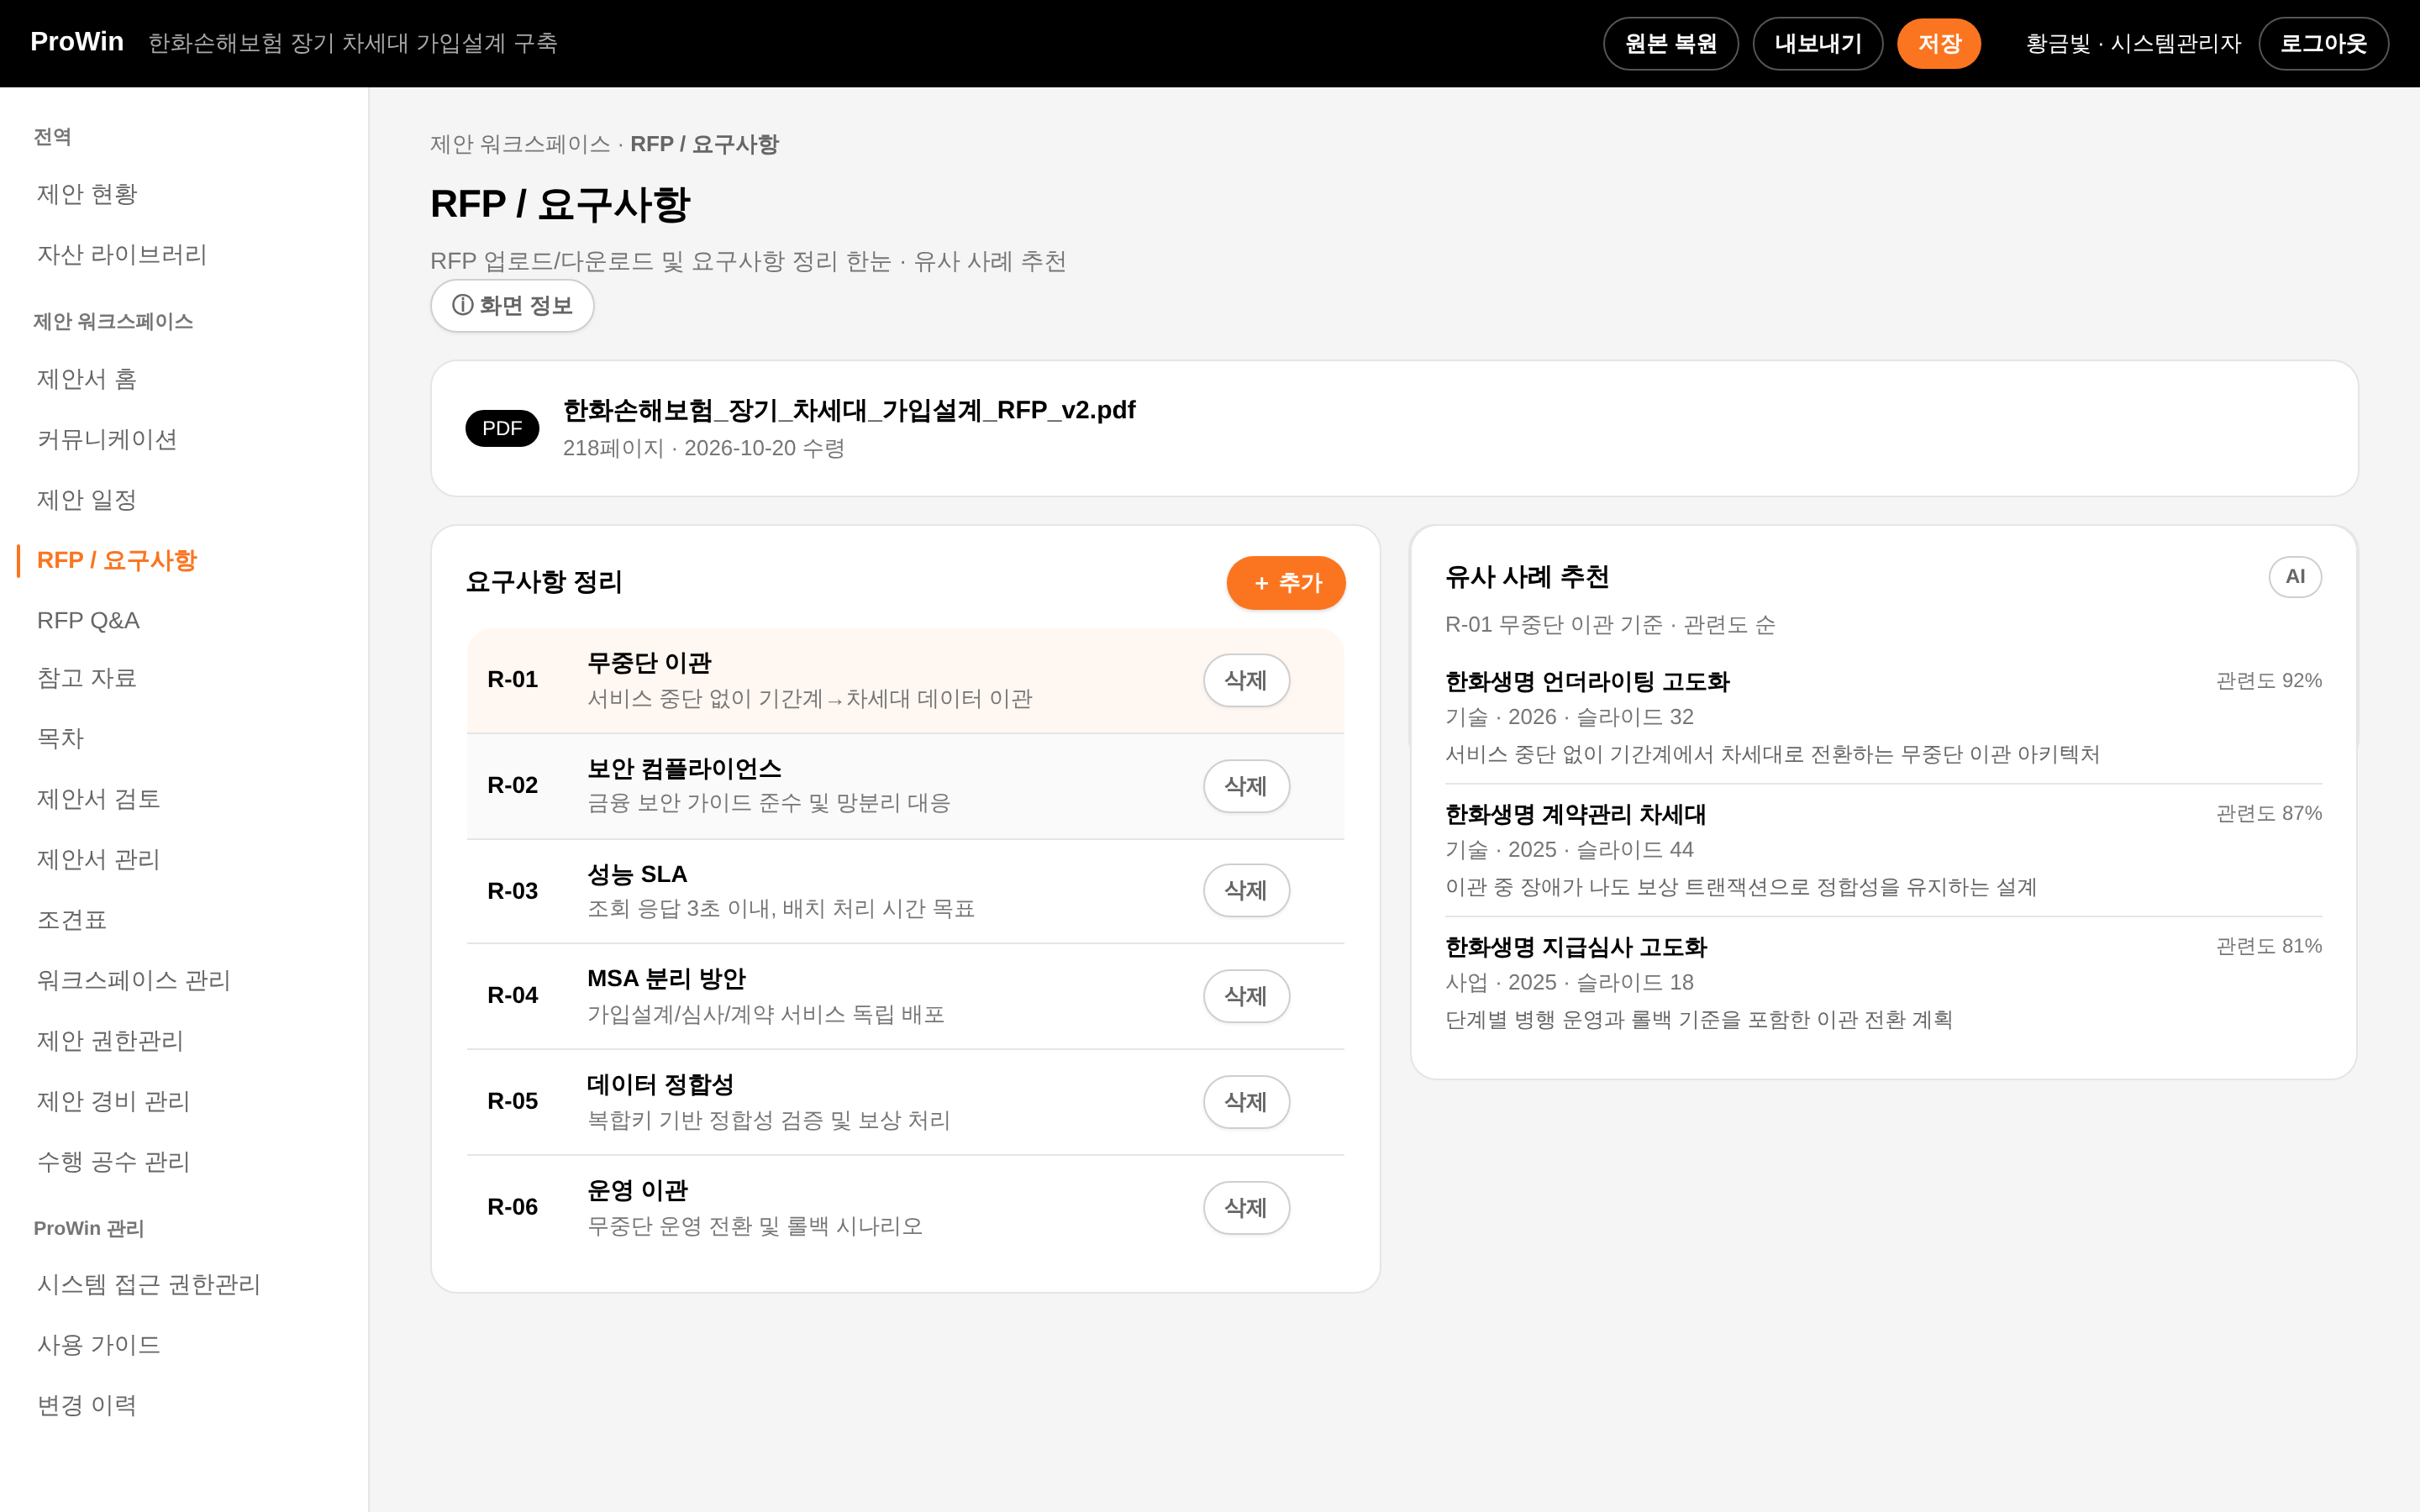 ProWin 한화손해보험 장기 차세대 가입설계 구축
원본 복원
내보내기
저장
황금빛 · 시스템관리자
로그아웃
전역
제안 현황
자산 라이브러리
제안 워크스페이스
제안서 홈
커뮤니케이션
제안 일정
RFP / 요구사항
RFP Q&A
참고 자료
목차
제안서 검토
제안서 관리
조견표
워크스페이스 관리
제안 권한관리
제안 경비 관리
수행 공수 관리
ProWin 관리
시스템 접근 권한관리
사용 가이드
변경 이력
제안 워크스페이스 · RFP / 요구사항
RFP / 요구사항
RFP 업로드/다운로드 및 요구사항 정리 한눈 · 유사 사례 추천
ⓘ 화면 정보
PDF
한화손해보험_장기_차세대_가입설계_RFP_v2.pdf
218페이지 · 2026-10-20 수령
요구사항 정리
+ 추가
R-01
무중단 이관
서비스 중단 없이 기간계→차세대 데이터 이관
삭제
R-02
보안 컴플라이언스
금융 보안 가이드 준수 및 망분리 대응
삭제
R-03
성능 SLA
조회 응답 3초 이내, 배치 처리 시간 목표
삭제
R-04
MSA 분리 방안
가입설계/심사/계약 서비스 독립 배포
삭제
R-05
데이터 정합성
복합키 기반 정합성 검증 및 보상 처리
삭제
R-06
운영 이관
무중단 운영 전환 및 롤백 시나리오
삭제
유사 사례 추천
AI
R-01 무중단 이관 기준 · 관련도 순
한화생명 언더라이팅 고도화
관련도 92%
기술 · 2026 · 슬라이드 32
서비스 중단 없이 기간계에서 차세대로 전환하는 무중단 이관 아키텍처
한화생명 계약관리 차세대
관련도 87%
기술 · 2025 · 슬라이드 44
이관 중 장애가 나도 보상 트랜잭션으로 정합성을 유지하는 설계
한화생명 지급심사 고도화
관련도 81%
사업 · 2025 · 슬라이드 18
단계별 병행 운영과 롤백 기준을 포함한 이관 전환 계획